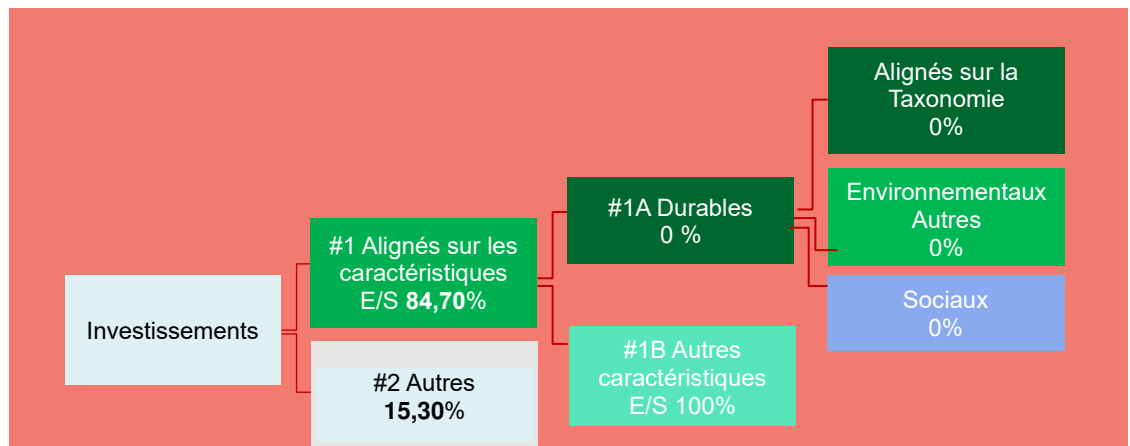 Investissements
#1 Alignés sur les
caractéristiques
E/S 84,70%
#2 Autres
15,30%
#1A Durables
0 %
#1B Autres
caractéristiques
E/S 100%
Alignés sur la
Taxonomie
0%
Environnementaux
Autres
0%
Sociaux
0%